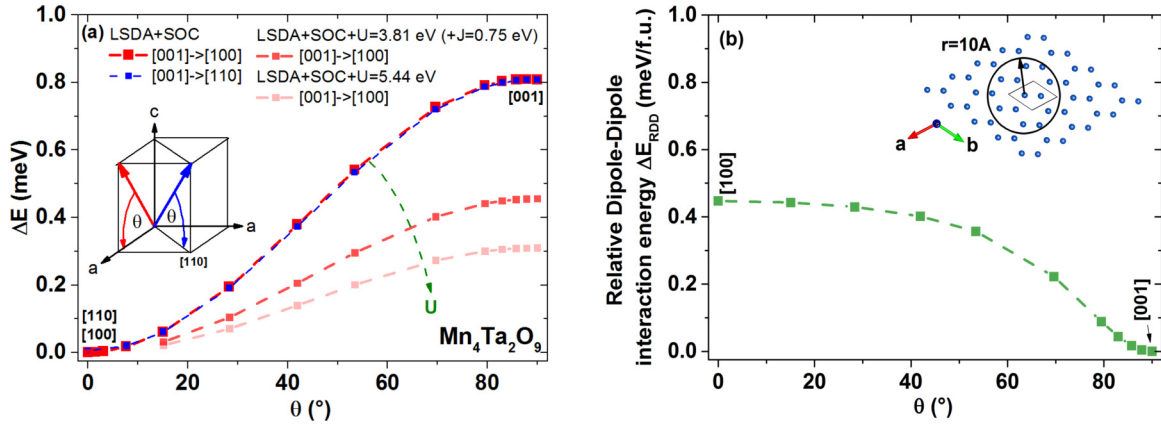 (a)
LSDA+SOC
[001]->[100]
[001]->[110]
LSDA+SOC+U=3.81 eV (+J=0.75 eV)
[001]->[100]
LSDA+SOC+U=5.44 eV
[001]->[100]
1.0
0.8
0.6
0.4
0.2
0.0
ΔE (meV)
[001]
c
θ
θ
a
a
[110]
[110]
[100]
U
Mn4Ta2O9
0
20
40
60
80
100
θ (°)
(b)
r=10A
a
b
1.0
0.8
0.6
0.4
0.2
0.0
Relative Dipole-Dipole
interaction energy ΔE_RDD (meV/f.u.)
[100]
[001]
0
20
40
60
80
θ (°)